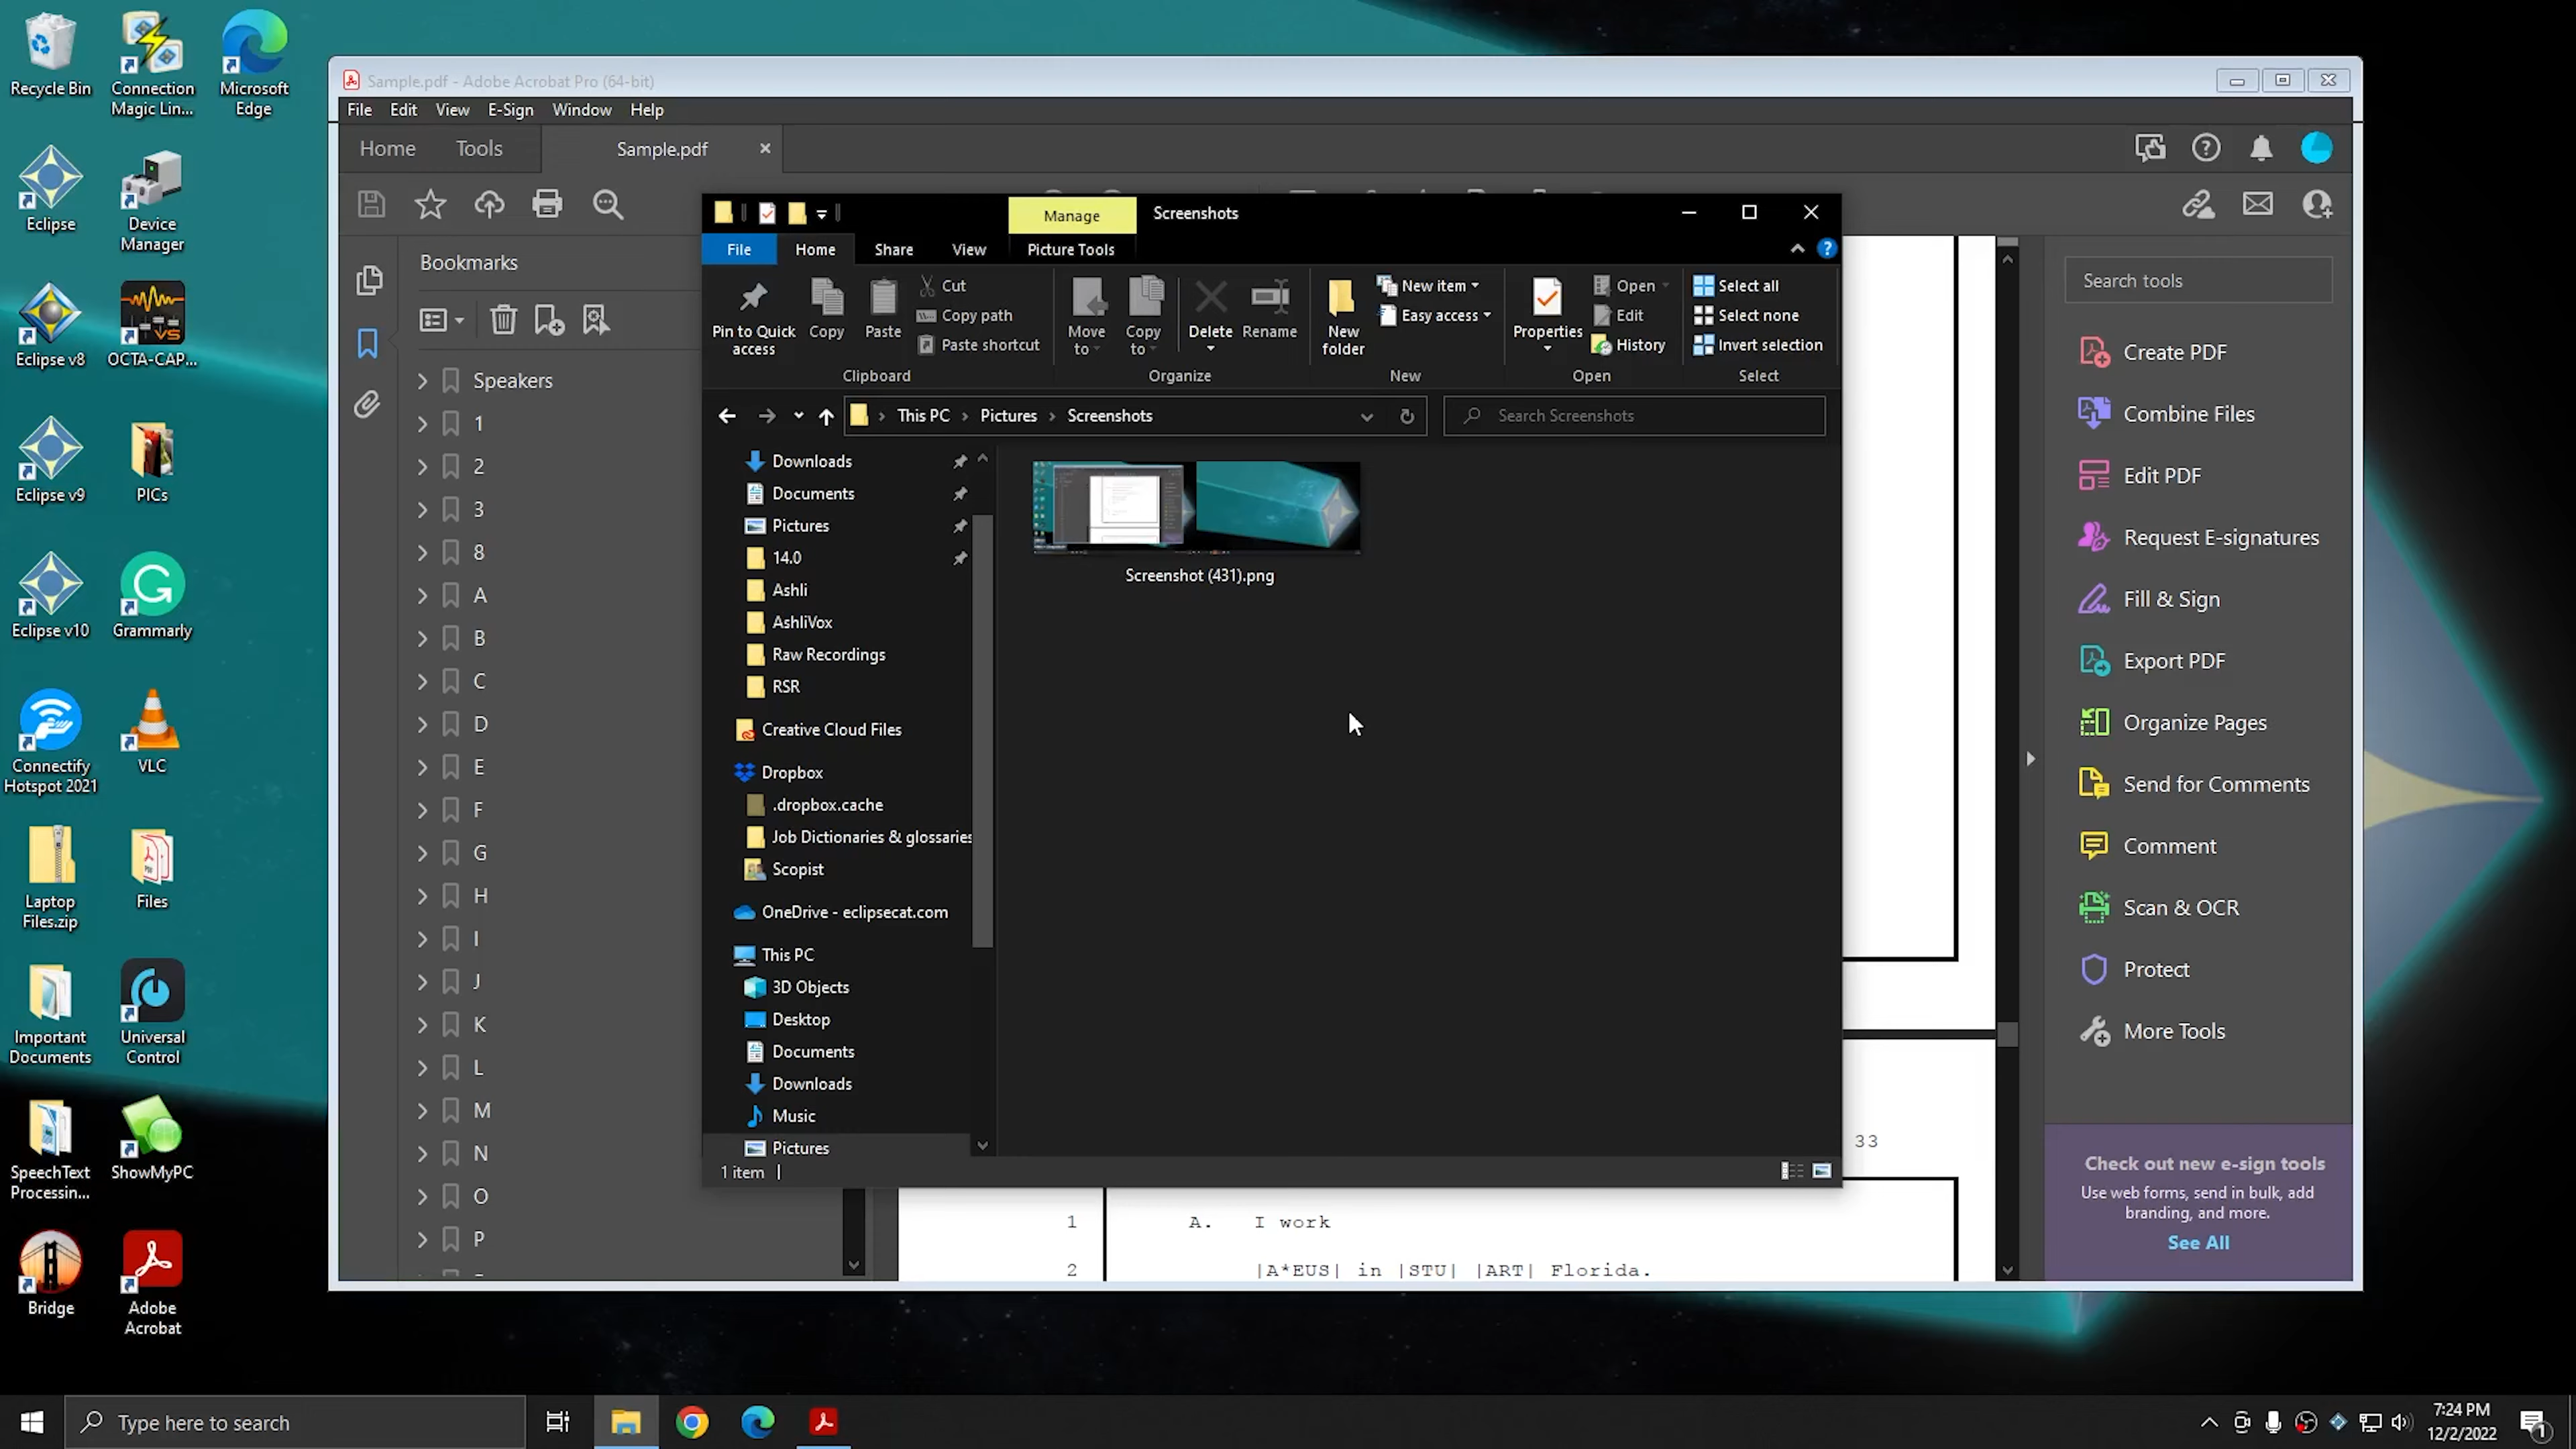 Recycle Bin
Connection
Magic Lin...
Microsoft
Edge
Eclipse
Device
Manager
Eclipse v8
OCTA-CAP...
Eclipse v9
PICs
Eclipse v10
Grammarly
Connectify
Hotspot 2021
VLC
Laptop
Files.zip
Files
Important
Documents
Universal
Control
SpeechText
Processin...
ShowMyPC
Bridge
Adobe
Acrobat
Sample.pdf - Adobe Acrobat Pro (64-bit)
File Edit View E-Sign Window Help
Home Tools Sample.pdf
Bookmarks
Speakers
1
2
3
8
A
B
C
D
E
F
G
H
I
J
K
L
M
N
O
P
Manage Screenshots
File Home Share View Picture Tools
Pin to Quick
access
Copy
Paste
Cut
Copy path
Paste shortcut
Clipboard
Move
to
Copy
to
Delete
Rename
Organize
New
folder
New item
Easy access
New
Properties
Open
Edit
History
Open
Select all
Select none
Invert selection
Select
This PC Pictures Screenshots
Search Screenshots
Downloads
Documents
Pictures
14.0
Ashli
AshliVox
Raw Recordings
RSR
Creative Cloud Files
Dropbox
.dropbox.cache
Job Dictionaries & glossaries
Scopist
OneDrive - eclipsecat.com
This PC
3D Objects
Desktop
Documents
Downloads
Music
Pictures
Screenshot (431).png
1 item
33
1 A. I work
2 |A*EUS| in |STU| |ART| Florida.
Search tools
Create PDF
Combine Files
Edit PDF
Request E-signatures
Fill & Sign
Export PDF
Organize Pages
Send for Comments
Comment
Scan & OCR
Protect
More Tools
Check out new e-sign tools
Use web forms, send in bulk, add
branding, and more.
See All
Type here to search
7:24 PM
12/2/2022
1